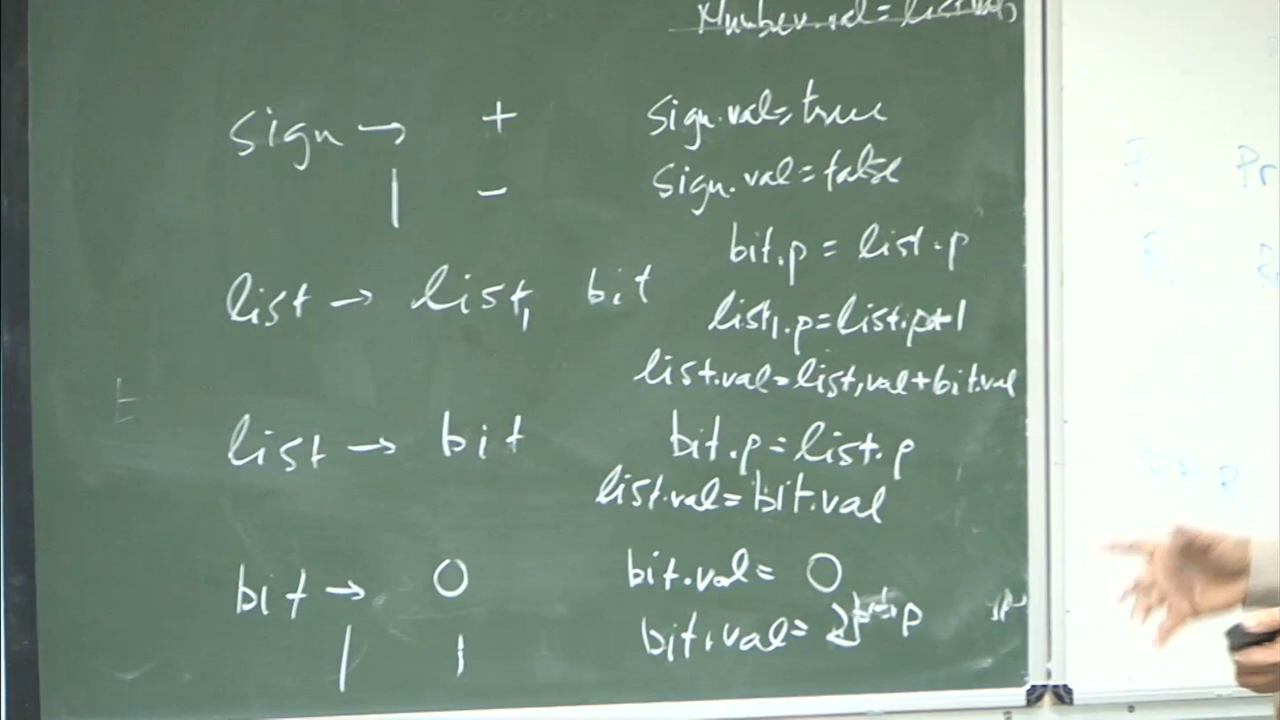 Number.val = list.val
sign → + sign.val = true
| - sign.val = false
bit.p = list.p
list → list₁ bit
list₁.p = list.p+1
list.val = list₁.val + bit.val
list → bit bit.p = list.p
list.val = bit.val
bit → 0 bit.val = 0
| 1 bit.val = 2^bit.p